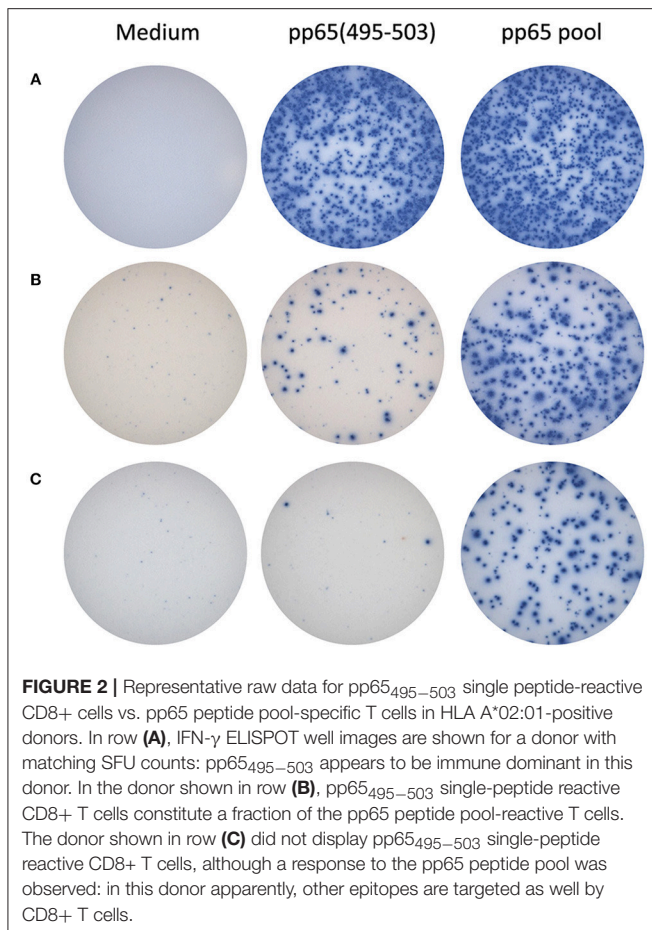 Medium pp65(495-503) pp65 pool
A
B
C
FIGURE 2 | Representative raw data for pp65495–503 single peptide-reactive
CD8+ cells vs. pp65 peptide pool-specific T cells in HLA A*02:01-positive
donors. In row (A), IFN-γ ELISPOT well images are shown for a donor with
matching SFU counts: pp65495–503 appears to be immune dominant in this
donor. In the donor shown in row (B), pp65495–503 single-peptide reactive
CD8+ T cells constitute a fraction of the pp65 peptide pool-reactive T cells.
The donor shown in row (C) did not display pp65495–503 single-peptide
reactive CD8+ T cells, although a response to the pp65 peptide pool was
observed: in this donor apparently, other epitopes are targeted as well by
CD8+ T cells.